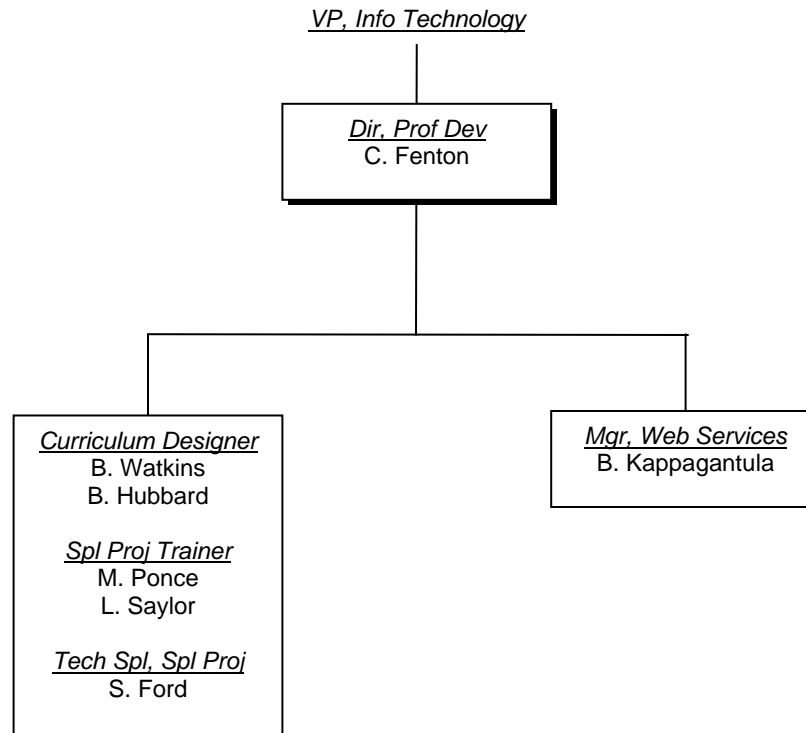 VP, Info Technology
Dir, Prof Dev
C. Fenton
Curriculum Designer
B. Watkins
B. Hubbard
Spl Proj Trainer
M. Ponce
L. Saylor
Tech Spl, Spl Proj
S. Ford
Mgr, Web Services
B. Kappagantula